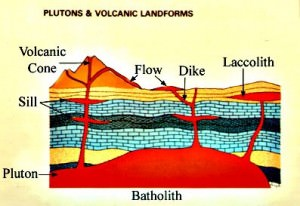 PLUTONS & VOLCANIC LANDFORMS
Volcanic
Cone
Flow
Dike
Laccolith
Sill
Pluton
Batholith